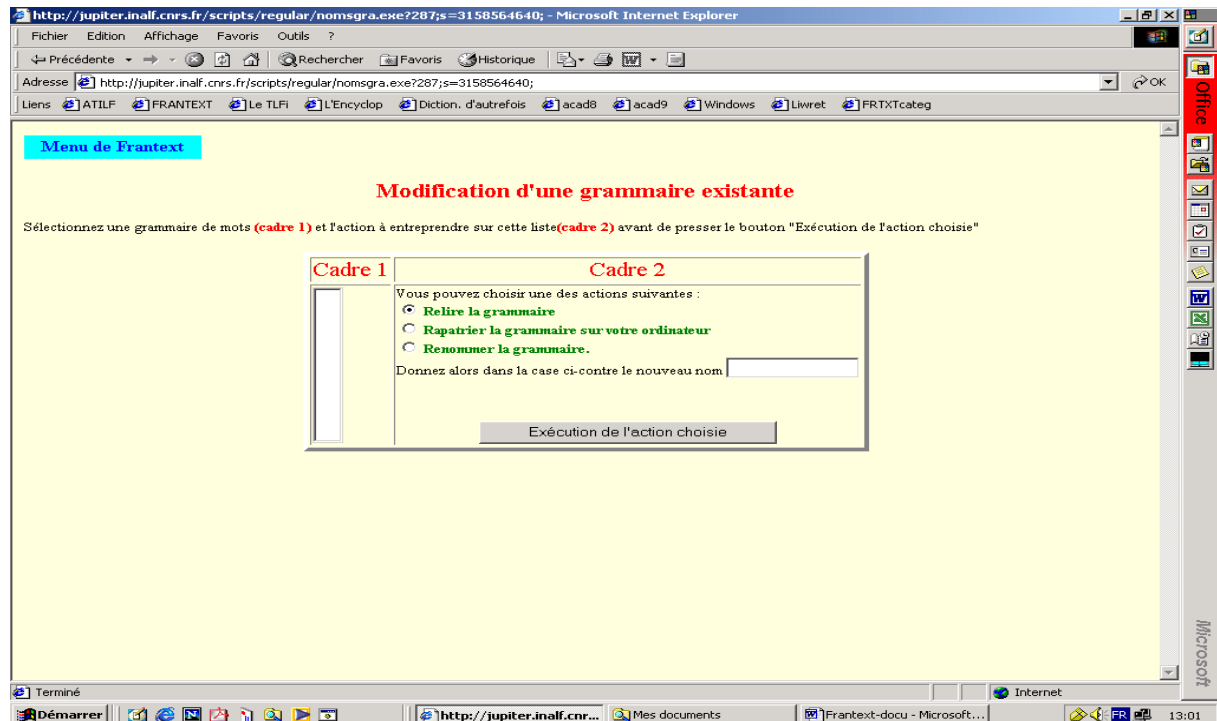 http://jupiter.inalf.cnrs.fr/scripts/regular/nomsgra.exe?287;s=3158564640; - Microsoft Internet Explorer
Fichier Edition Affichage Favoris Outils ?
Précédente Rechercher Favoris Historique
Adresse http://jupiter.inalf.cnrs.fr/scripts/regular/nomsgra.exe?287;s=3158564640; OK
Liens ATILF FRANTEXT Le TLFi L'Encyclop Diction. d'autrefois acad8 acad9 Windows Liwret FRTXTcateg
Office
Menu de Frantext
Modification d'une grammaire existante
Sélectionnez une grammaire de mots (cadre 1) et l'action à entreprendre sur cette liste(cadre 2) avant de presser le bouton "Exécution de l'action choisie"
Cadre 1 Cadre 2
Vous pouvez choisir une des actions suivantes :
Relire la grammaire
Rapatrier la grammaire sur votre ordinateur
Renommer la grammaire.
Donnez alors dans la case ci-contre le nouveau nom
Exécution de l'action choisie
Microsoft
Terminé Internet
Démarrer http://jupiter.inalf.cnr... Mes documents Frantext-docu - Microsoft... FR 13:01